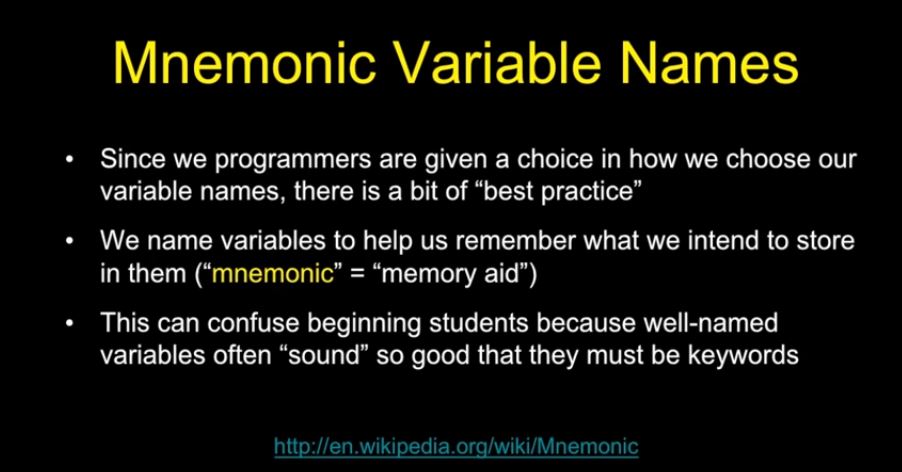 Mnemonic Variable Names
• Since we programmers are given a choice in how we choose our
variable names, there is a bit of “best practice”
• We name variables to help us remember what we intend to store
in them (“mnemonic” = “memory aid”)
• This can confuse beginning students because well-named
variables often “sound” so good that they must be keywords
http://en.wikipedia.org/wiki/Mnemonic